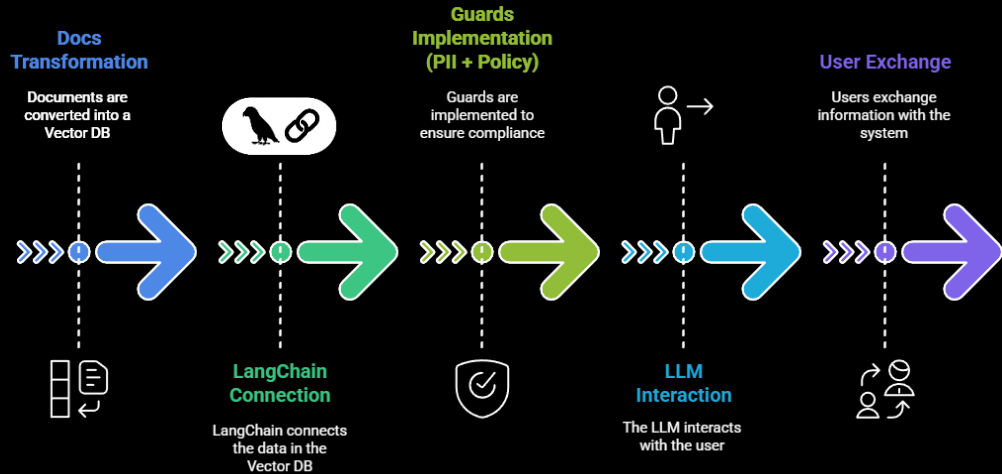 Docs
Transformation
Documents are
converted into a
Vector DB
LangChain
Connection
LangChain connects
the data in the
Vector DB
Guards
Implementation
(PII + Policy)
Guards are
implemented to
ensure compliance
LLM
Interaction
The LLM interacts
with the user
User Exchange
Users exchange
information with the
system